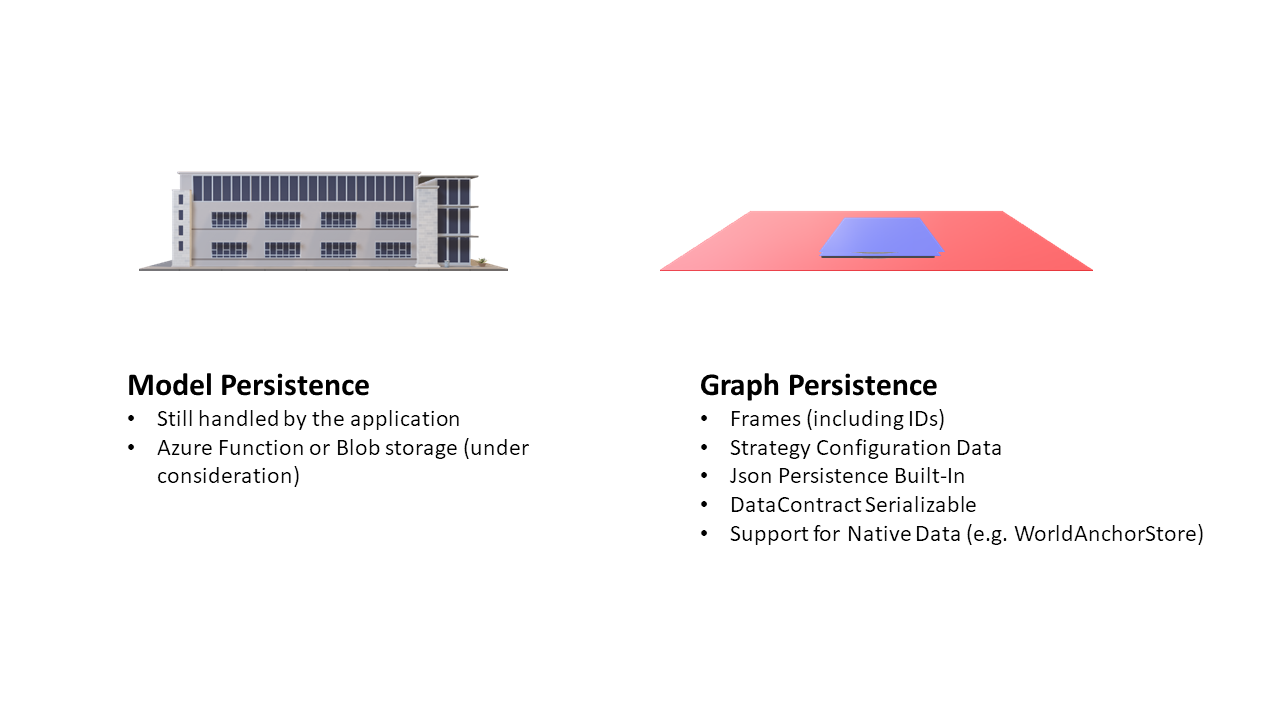 Model Persistence
• Still handled by the application
• Azure Function or Blob storage (under
consideration)
Graph Persistence
• Frames (including IDs)
• Strategy Configuration Data
• Json Persistence Built-In
• DataContract Serializable
• Support for Native Data (e.g. WorldAnchorStore)